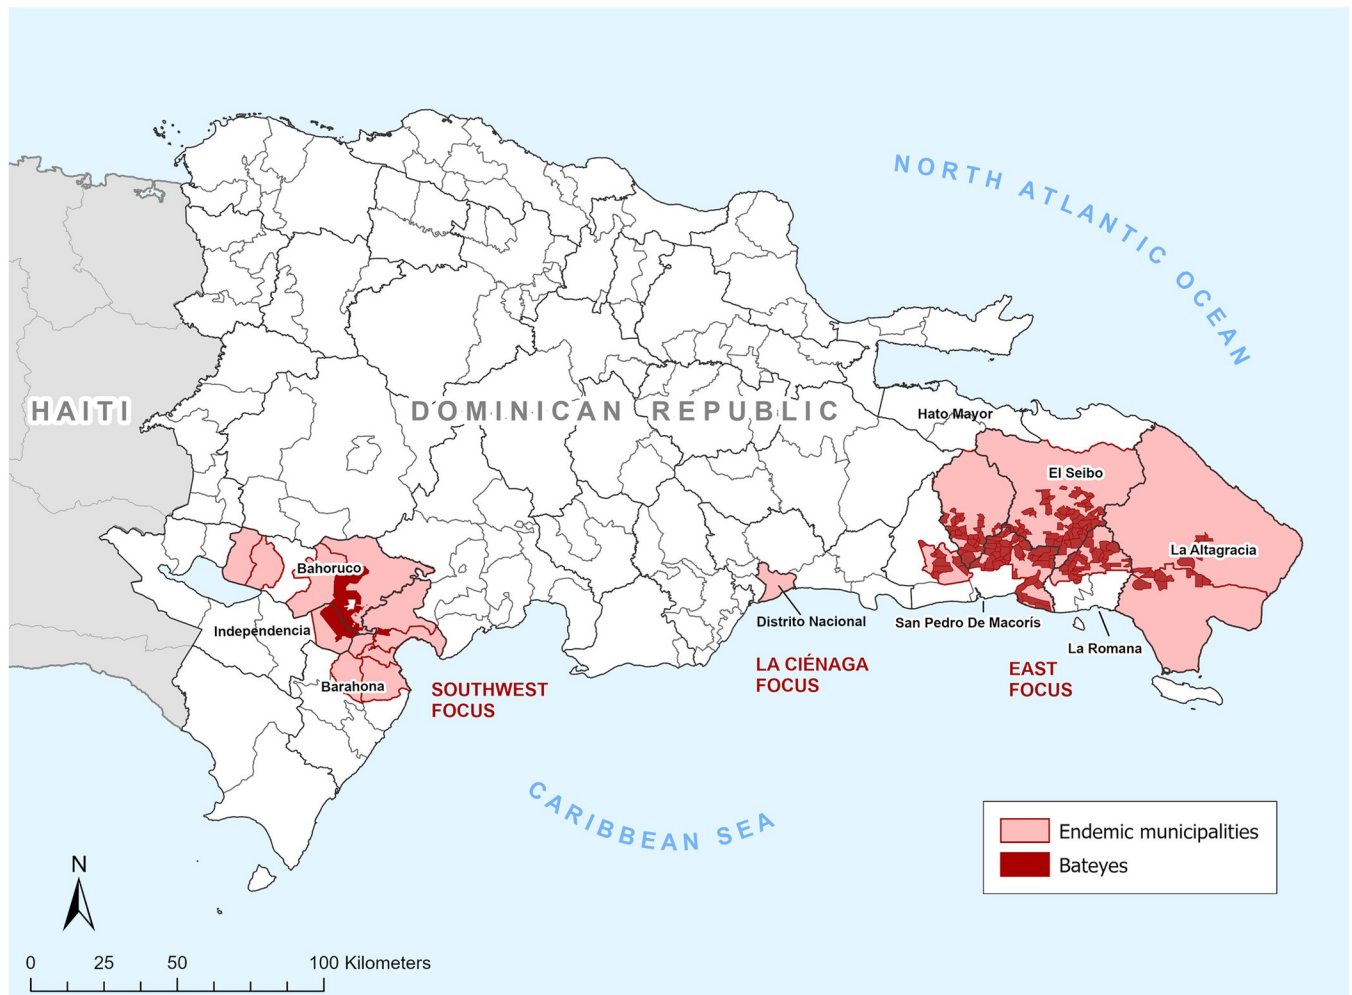 NORTH ATLANTIC OCEAN
HAITI
DOMINICAN REPUBLIC
Hato Mayor
El Seibo
La Altagracia
Bahoruco
Independencia
Barahona
Distrito Nacional
San Pedro De Macorís
La Romana
SOUTHWEST
FOCUS
LA CIÉNAGA
FOCUS
EAST
FOCUS
CARIBBEAN SEA
Endemic municipalities
Bateyes
N
0 25 50 100 Kilometers